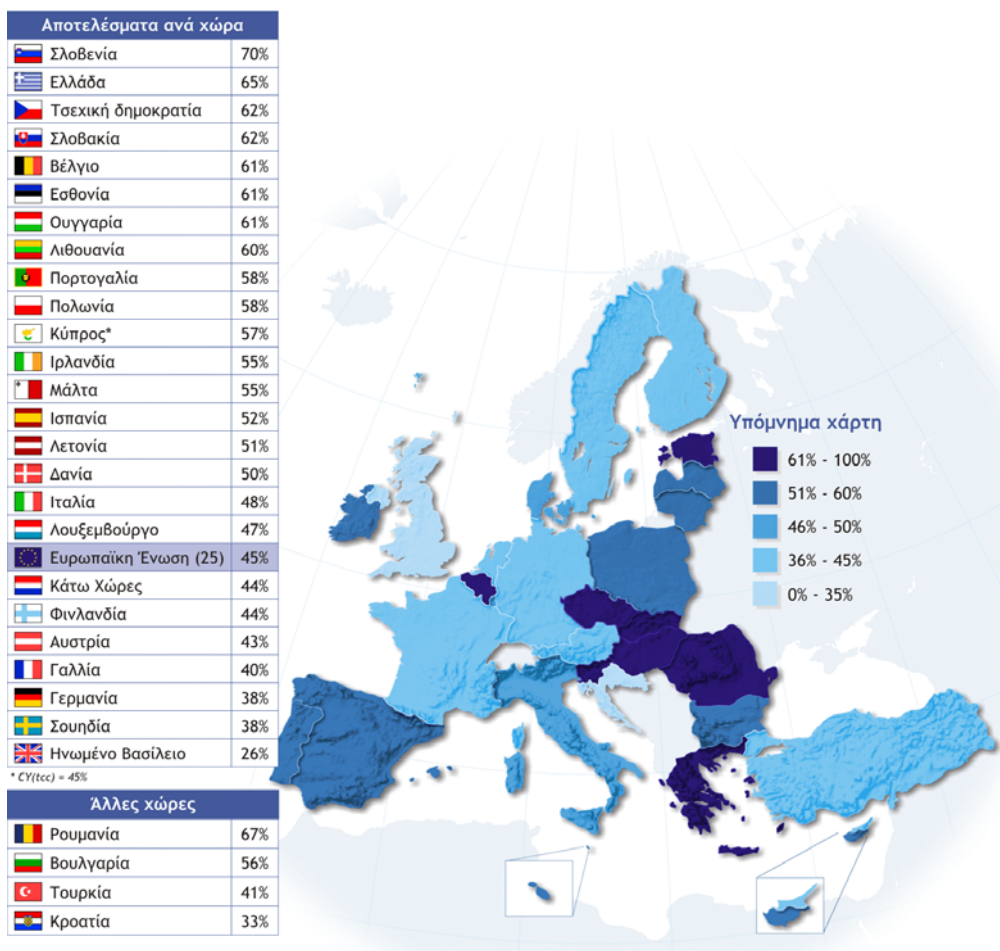 Αποτελέσματα ανά χώρα
Σλοβενία 70%
Ελλάδα 65%
Τσεχική δημοκρατία 62%
Σλοβακία 62%
Βέλγιο 61%
Εσθονία 61%
Ουγγαρία 61%
Λιθουανία 60%
Πορτογαλία 58%
Πολωνία 58%
Κύπρος* 57%
Ιρλανδία 55%
Μάλτα 55%
Ισπανία 52%
Λετονία 51%
Δανία 50%
Ιταλία 48%
Λουξεμβούργο 47%
Ευρωπαϊκη Ένωση (25) 45%
Κάτω Χώρες 44%
Φινλανδία 44%
Αυστρία 43%
Γαλλία 40%
Γερμανία 38%
Σουηδία 38%
Ηνωμένο Βασίλειο 26%
* CY(tcc) = 45%
Άλλες χώρες
Ρουμανία 67%
Βουλγαρία 56%
Τουρκία 41%
Κροατία 33%
Υπόμνημα χάρτη
61% - 100%
51% - 60%
46% - 50%
36% - 45%
0% - 35%